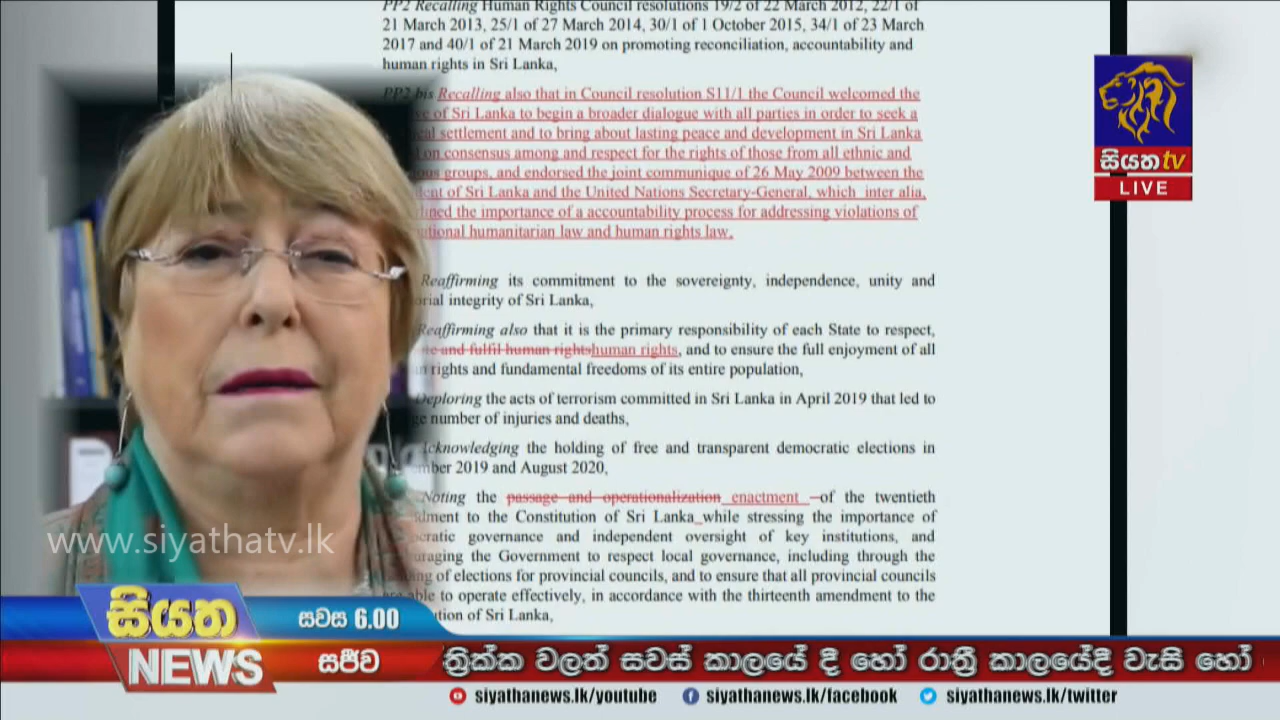 PP2 Recalling Human Rights Council resolutions 19/2 of 22 March 2012, 22/1 of
21 March 2013, 25/1 of 27 March 2014, 30/1 of 1 October 2015, 34/1 of 23 March
2017 and 40/1 of 21 March 2019 on promoting reconciliation, accountability and
human rights in Sri Lanka,
PP2 bis Recalling also that in Council resolution S11/1 the Council welcomed the
of Sri Lanka to begin a broader dialogue with all parties in order to seek a
settlement and to bring about lasting peace and development in Sri Lanka
on consensus among and respect for the rights of those from all ethnic and
groups, and endorsed the joint communique of 26 May 2009 between the
of Sri Lanka and the United Nations Secretary-General, which inter alia,
the importance of a accountability process for addressing violations of
humanitarian law and human rights law,
Reaffirming its commitment to the sovereignty, independence, unity and
integrity of Sri Lanka,
Reaffirming also that it is the primary responsibility of each State to respect,
and fulfil human rightshuman rights, and to ensure the full enjoyment of all
rights and fundamental freedoms of its entire population,
Deploring the acts of terrorism committed in Sri Lanka in April 2019 that led to
number of injuries and deaths,
Acknowledging the holding of free and transparent democratic elections in
2019 and August 2020,
Noting the passage and operationalization enactment of the twentieth
to the Constitution of Sri Lanka while stressing the importance of
governance and independent oversight of key institutions, and
the Government to respect local governance, including through the
of elections for provincial councils, and to ensure that all provincial councils
to operate effectively, in accordance with the thirteenth amendment to the
of Sri Lanka,
සියත tv
LIVE
www.siyathatv.lk
සියත
NEWS
සවස 6.00
සජීව
ත්‍රික්ක වලත් සවස් කාලයේ දී හෝ රාත්‍රී කාලයේදී වැසි හෝ
siyathanews.lk/youtube siyathanews.lk/facebook siyathanews.lk/twitter